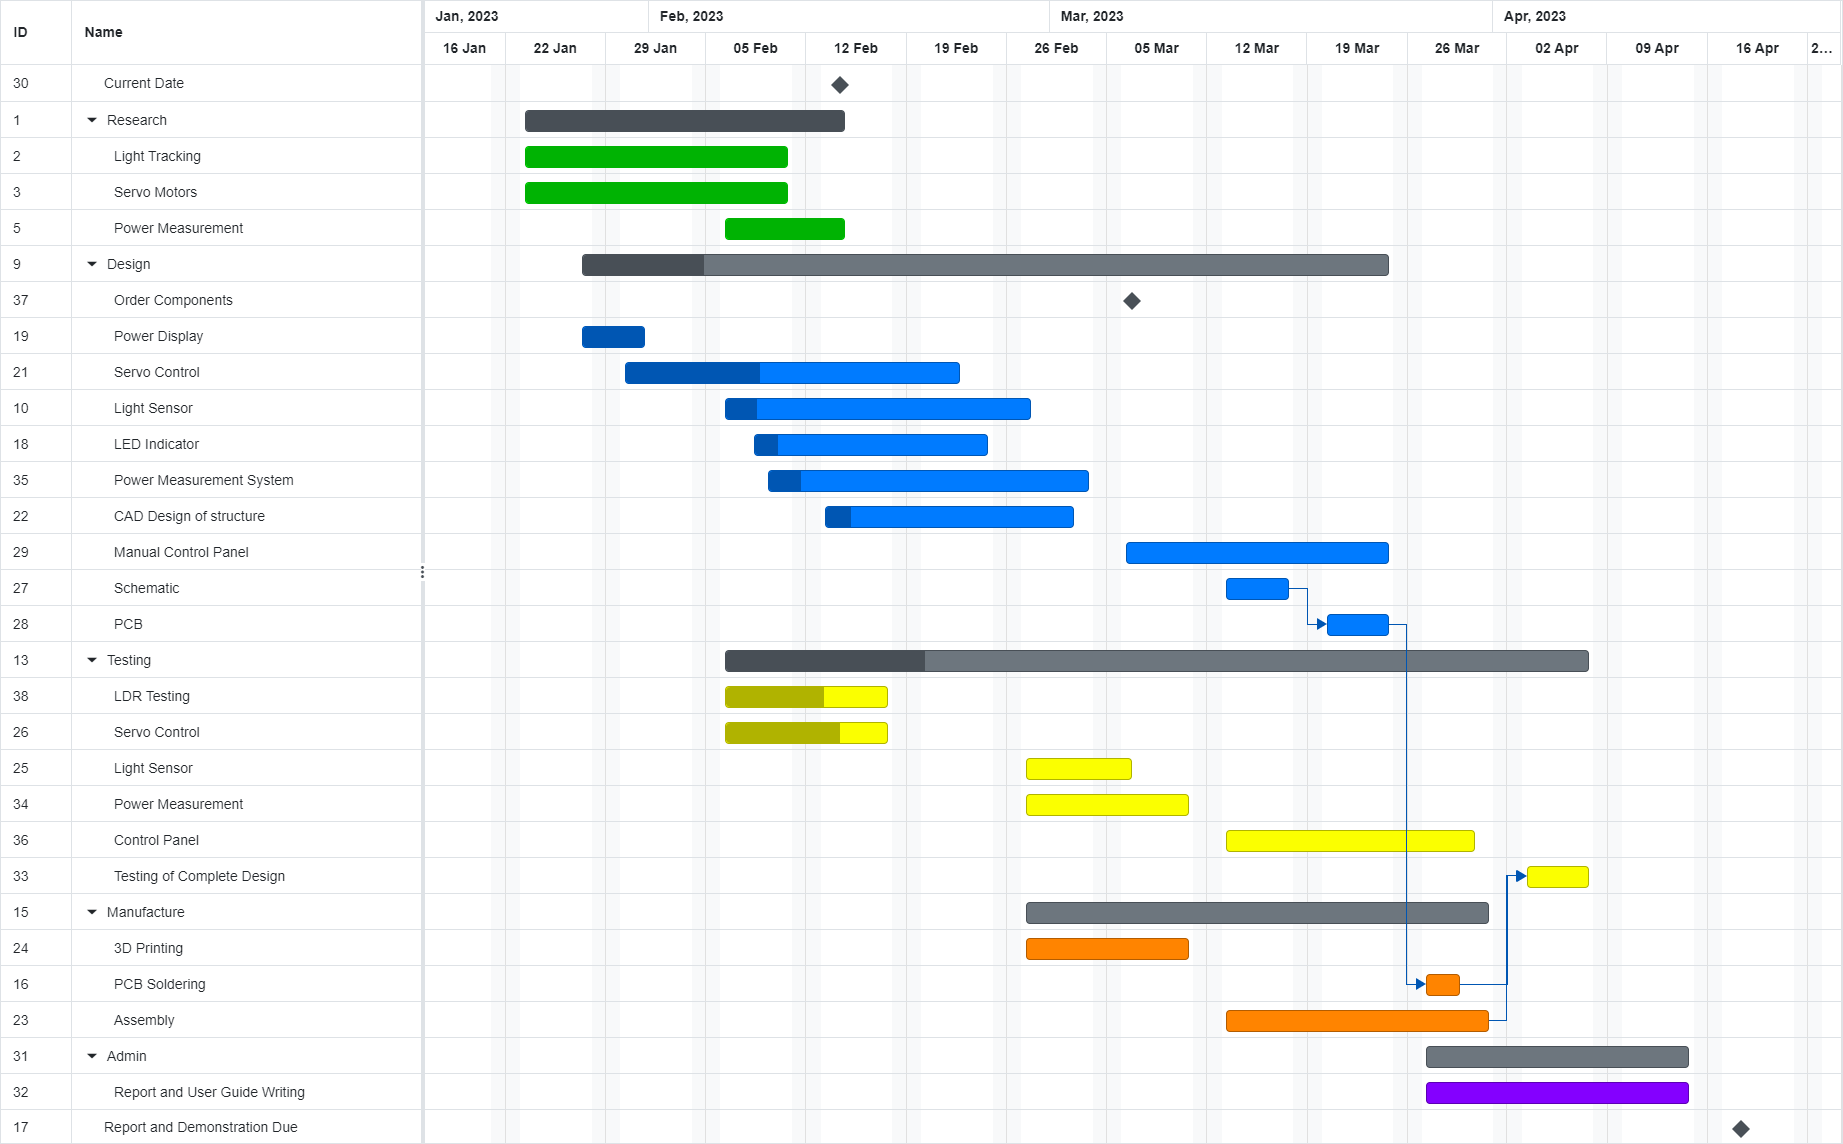 ID Name Jan, 2023 Feb, 2023 Mar, 2023 Apr, 2023
16 Jan 22 Jan 29 Jan 05 Feb 12 Feb 19 Feb 26 Feb 05 Mar 12 Mar 19 Mar 26 Mar 02 Apr 09 Apr 16 Apr 2...
30 Current Date
1 Research
2 Light Tracking
3 Servo Motors
5 Power Measurement
9 Design
37 Order Components
19 Power Display
21 Servo Control
10 Light Sensor
18 LED Indicator
35 Power Measurement System
22 CAD Design of structure
29 Manual Control Panel
27 Schematic
28 PCB
13 Testing
38 LDR Testing
26 Servo Control
25 Light Sensor
34 Power Measurement
36 Control Panel
33 Testing of Complete Design
15 Manufacture
24 3D Printing
16 PCB Soldering
23 Assembly
31 Admin
32 Report and User Guide Writing
17 Report and Demonstration Due